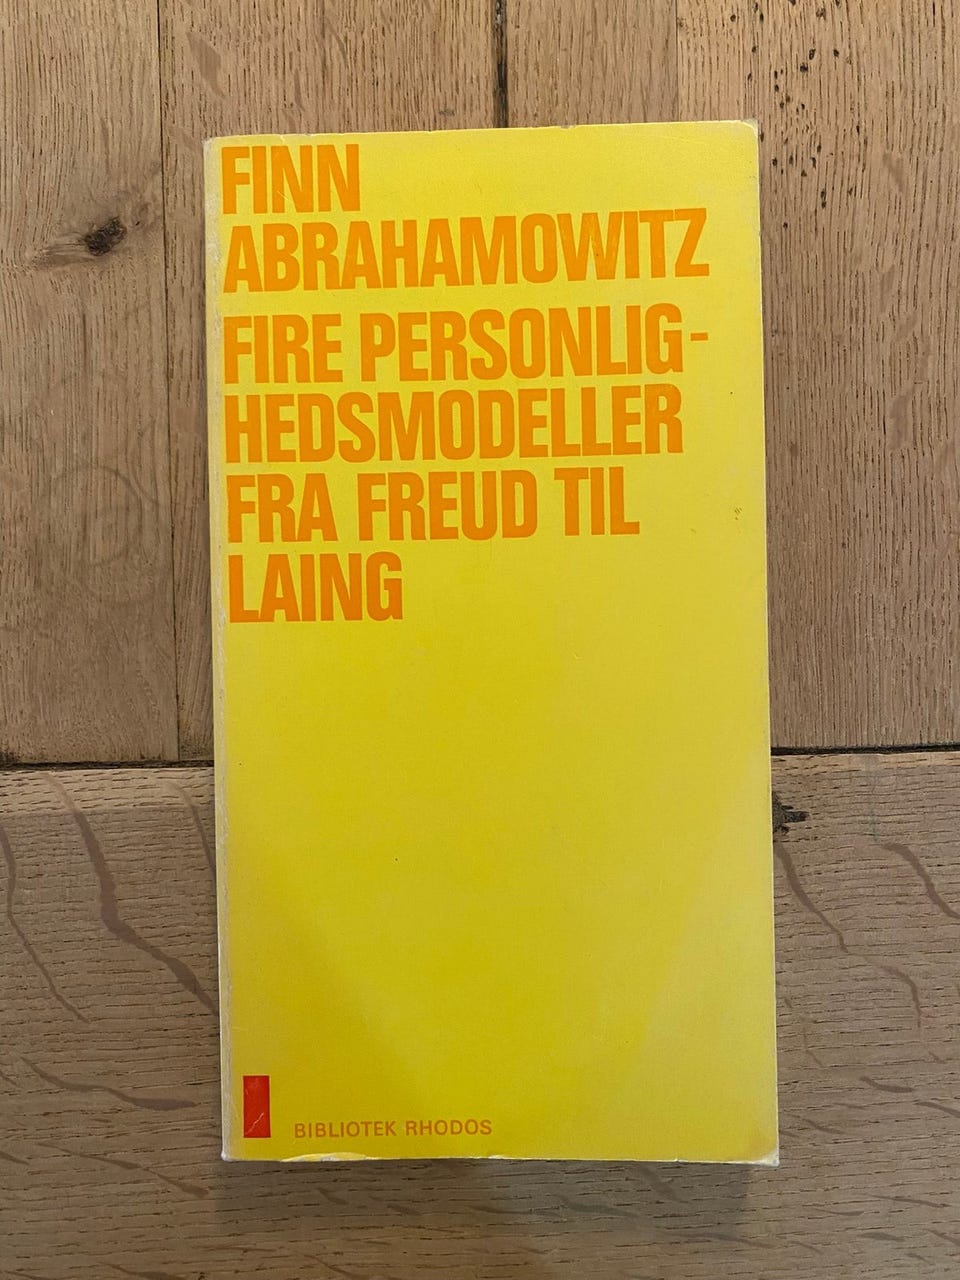 FINN
ABRAHAMOWITZ
FIRE PERSONLIG-
HEDSMODELLER
FRA FREUD TIL
LAING
BIBLIOTEK RHODOS